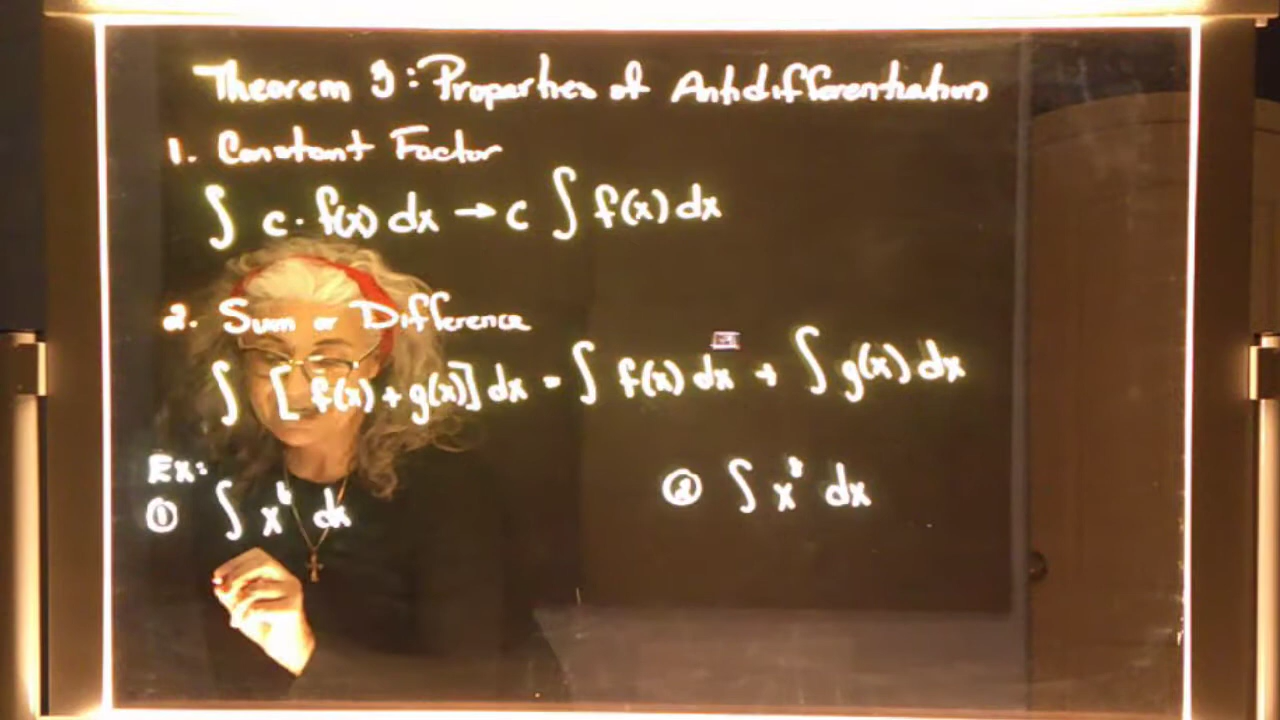 Theorem 3: Properties of Antidifferentiation
1. Constant Factor
∫ c · f(x) dx → c ∫ f(x) dx
2. Sum or Difference
∫ [f(x) + g(x)] dx = ∫ f(x) dx + ∫ g(x) dx
Ex:
① ∫ x dx ② ∫ x dx